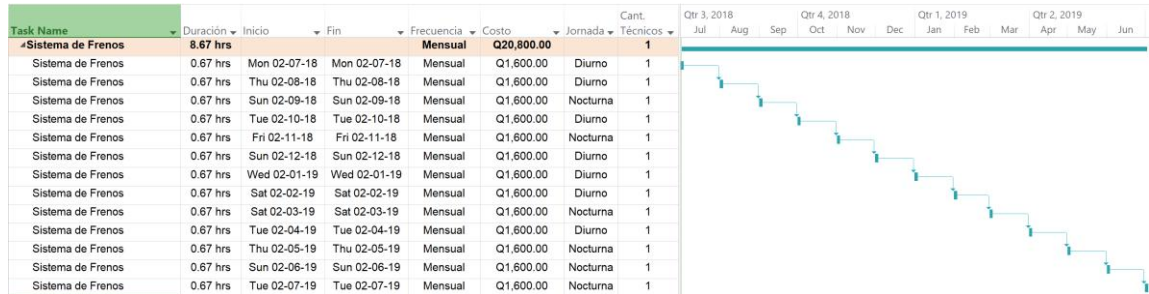 Task Name Duración Inicio Fin Frecuencia Costo Jornada Cant. Técnicos Qtr 3, 2018 Qtr 4, 2018 Qtr 1, 2019 Qtr 2, 2019
Jul Aug Sep Oct Nov Dec Jan Feb Mar Apr May Jun
Sistema de Frenos 8.67 hrs Mensual Q20,800.00 1
Sistema de Frenos 0.67 hrs Mon 02-07-18 Mon 02-07-18 Mensual Q1,600.00 Diurno 1
Sistema de Frenos 0.67 hrs Thu 02-08-18 Thu 02-08-18 Mensual Q1,600.00 Diurno 1
Sistema de Frenos 0.67 hrs Sun 02-09-18 Sun 02-09-18 Mensual Q1,600.00 Nocturna 1
Sistema de Frenos 0.67 hrs Tue 02-10-18 Tue 02-10-18 Mensual Q1,600.00 Diurno 1
Sistema de Frenos 0.67 hrs Fri 02-11-18 Fri 02-11-18 Mensual Q1,600.00 Nocturna 1
Sistema de Frenos 0.67 hrs Sun 02-12-18 Sun 02-12-18 Mensual Q1,600.00 Diurno 1
Sistema de Frenos 0.67 hrs Wed 02-01-19 Wed 02-01-19 Mensual Q1,600.00 Diurno 1
Sistema de Frenos 0.67 hrs Sat 02-02-19 Sat 02-02-19 Mensual Q1,600.00 Diurno 1
Sistema de Frenos 0.67 hrs Sat 02-03-19 Sat 02-03-19 Mensual Q1,600.00 Nocturna 1
Sistema de Frenos 0.67 hrs Tue 02-04-19 Tue 02-04-19 Mensual Q1,600.00 Diurno 1
Sistema de Frenos 0.67 hrs Thu 02-05-19 Thu 02-05-19 Mensual Q1,600.00 Nocturna 1
Sistema de Frenos 0.67 hrs Sun 02-06-19 Sun 02-06-19 Mensual Q1,600.00 Nocturna 1
Sistema de Frenos 0.67 hrs Tue 02-07-19 Tue 02-07-19 Mensual Q1,600.00 Nocturna 1